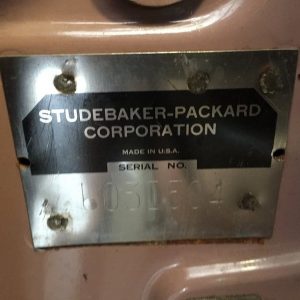 STUDEBAKER-PACKARD
CORPORATION
MADE IN U.S.A.
SERIAL NO.